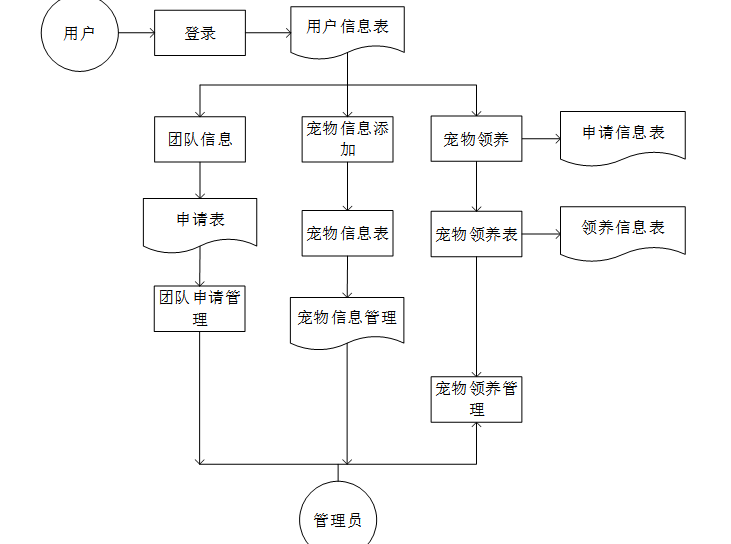 用户
登录
用户信息表
团队信息
宠物信息添
加
宠物领养
申请信息表
申请表
宠物信息表
宠物领养表
领养信息表
团队申请管
理
宠物信息管理
宠物领养管
理
管理员